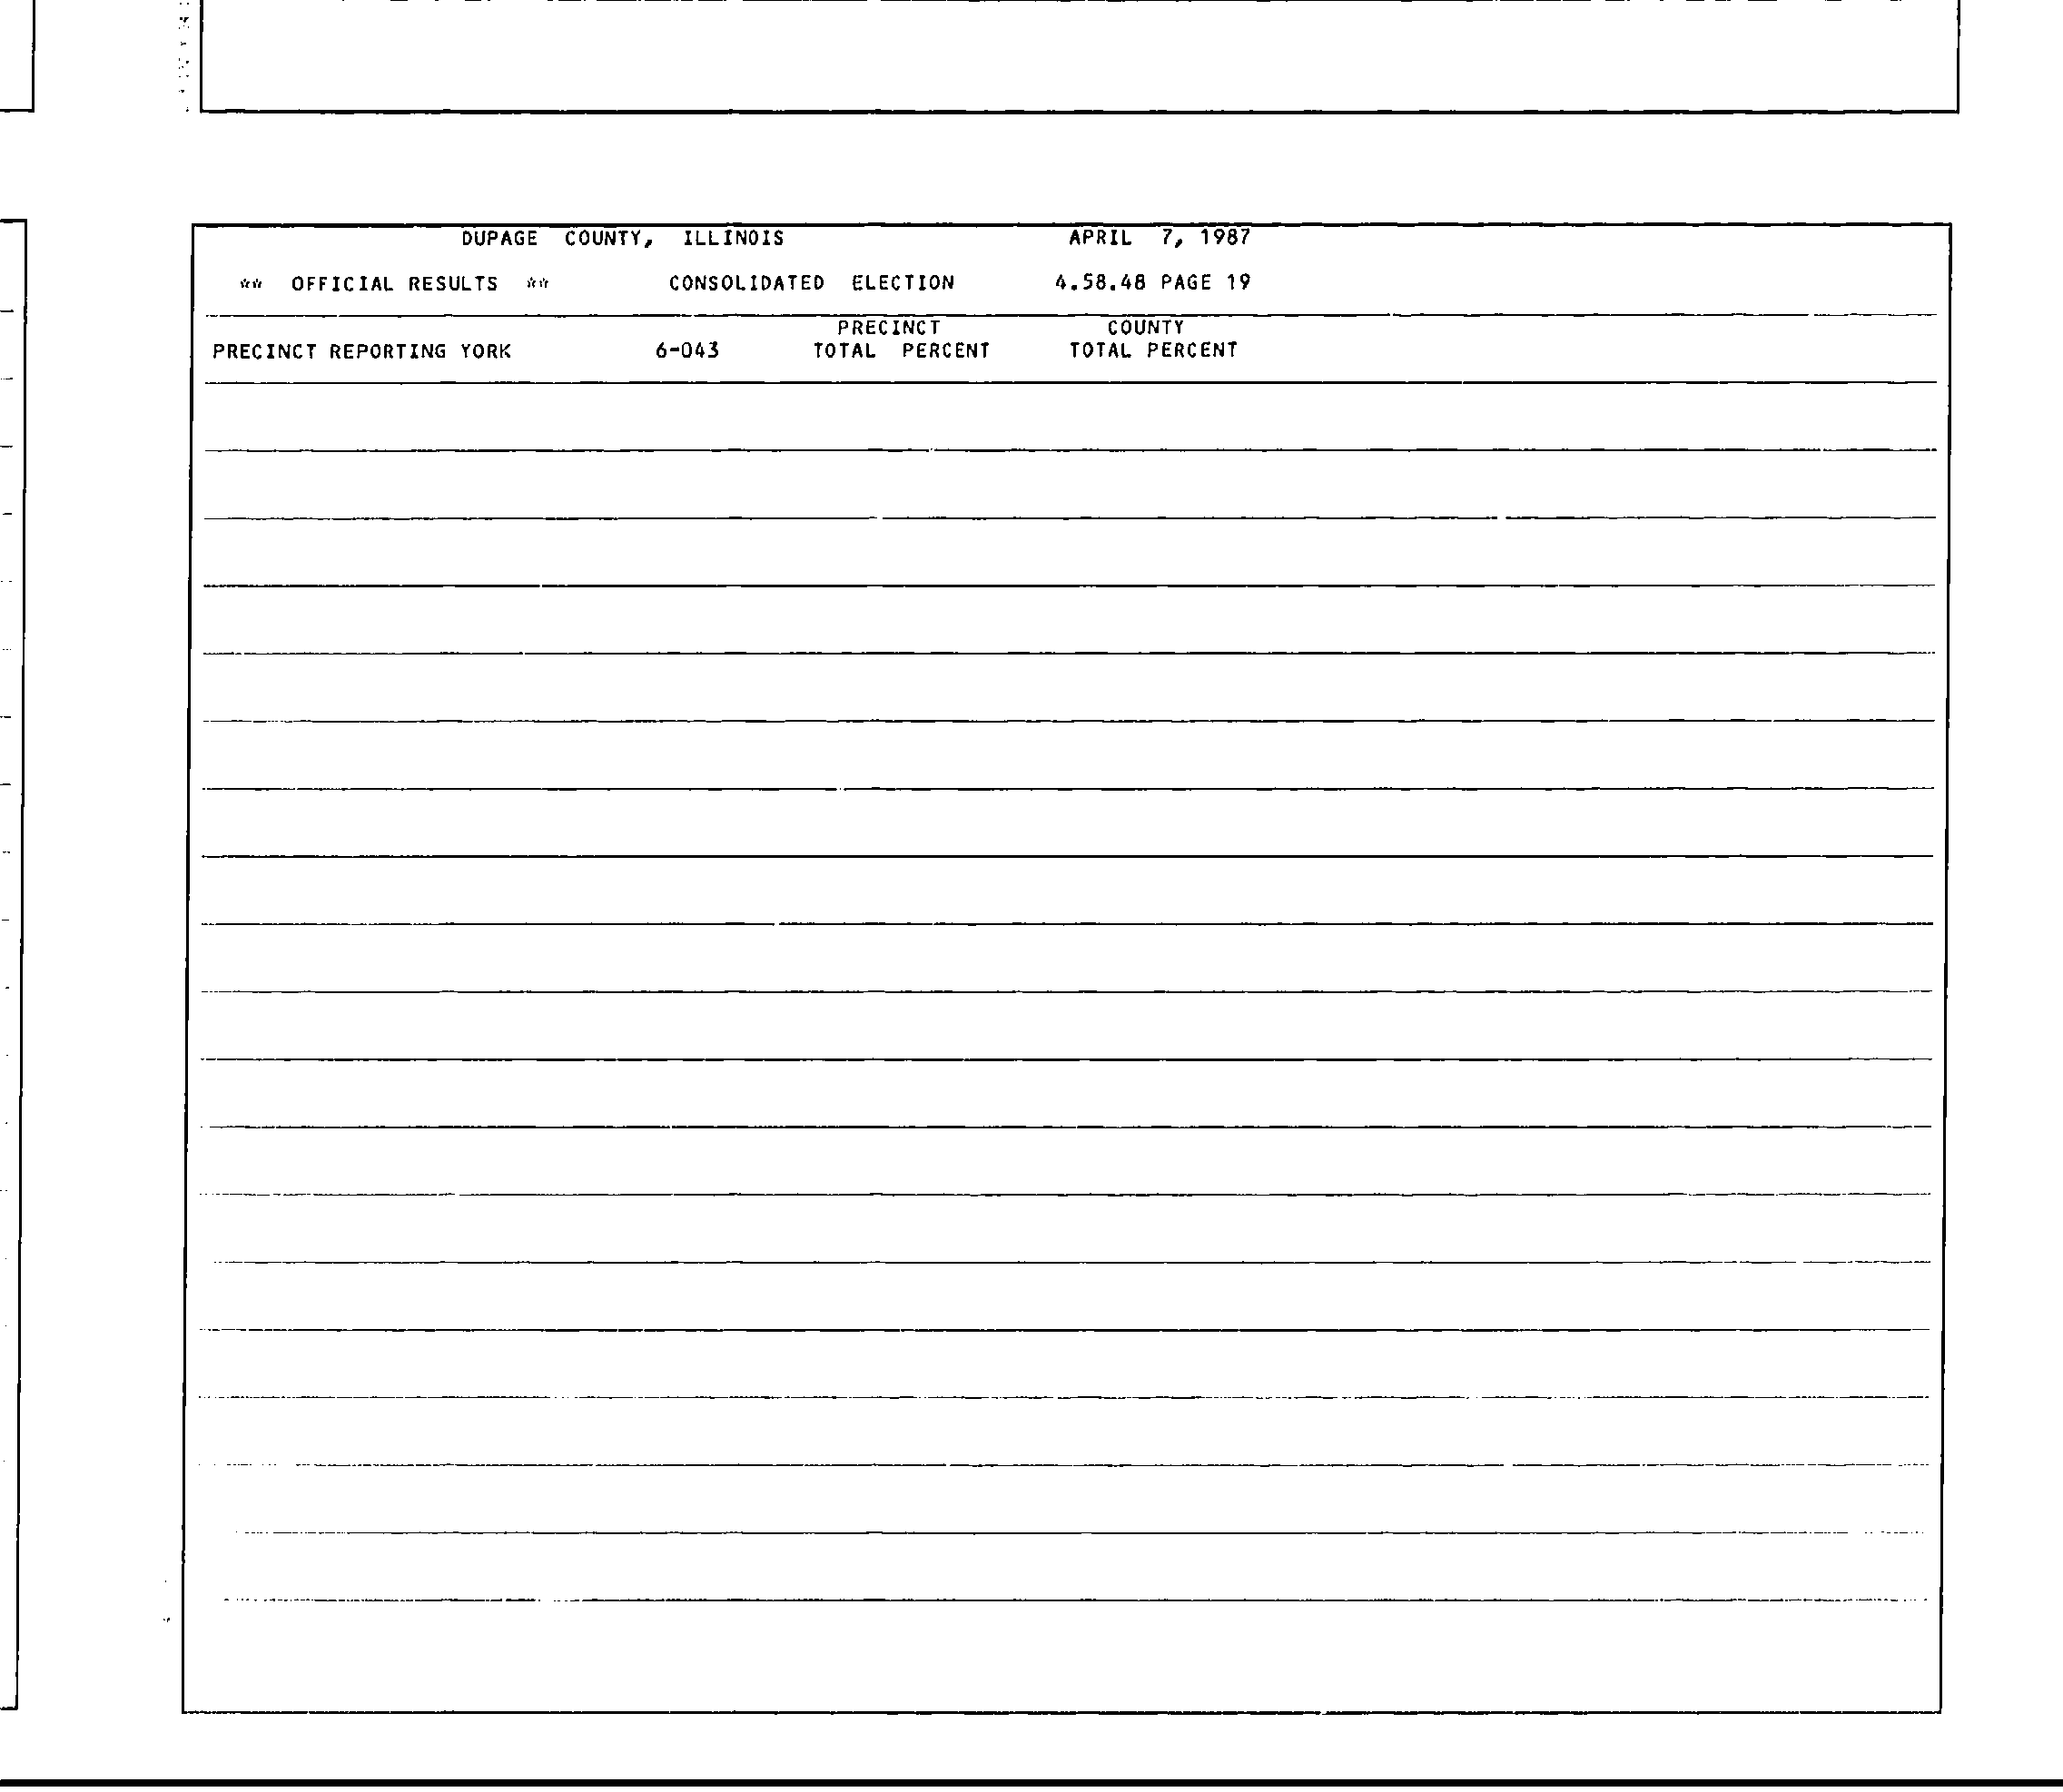 DUPAGE COUNTY, ILLINOIS APRIL 7, 1987
** OFFICIAL RESULTS ** CONSOLIDATED ELECTION 4.58.48 PAGE 19
PRECINCT COUNTY
PRECINCT REPORTING YORK 6-043 TOTAL PERCENT TOTAL PERCENT